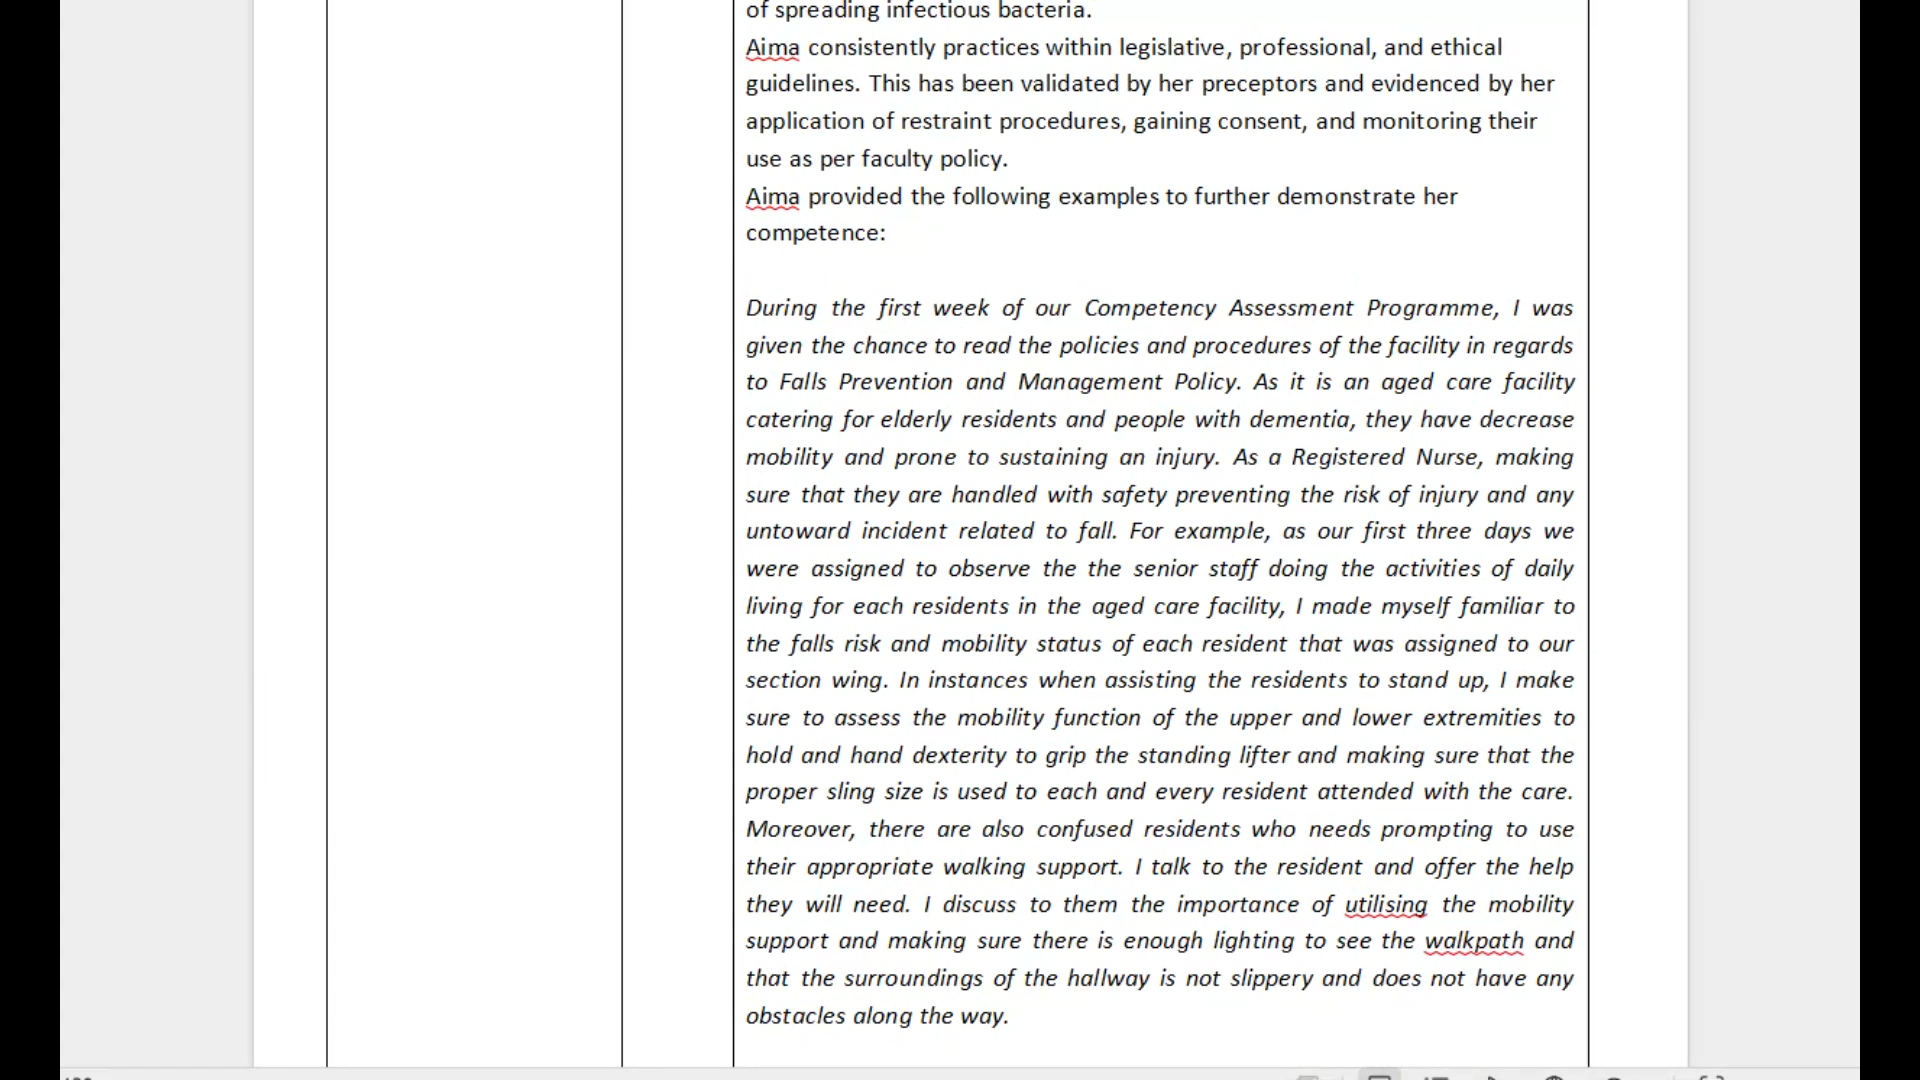 of spreading infectious bacteria.
Aima consistently practices within legislative, professional, and ethical
guidelines. This has been validated by her preceptors and evidenced by her
application of restraint procedures, gaining consent, and monitoring their
use as per faculty policy.
Aima provided the following examples to further demonstrate her
competence:
During the first week of our Competency Assessment Programme, I was
given the chance to read the policies and procedures of the facility in regards
to Falls Prevention and Management Policy. As it is an aged care facility
catering for elderly residents and people with dementia, they have decrease
mobility and prone to sustaining an injury. As a Registered Nurse, making
sure that they are handled with safety preventing the risk of injury and any
untoward incident related to fall. For example, as our first three days we
were assigned to observe the the senior staff doing the activities of daily
living for each residents in the aged care facility, I made myself familiar to
the falls risk and mobility status of each resident that was assigned to our
section wing. In instances when assisting the residents to stand up, I make
sure to assess the mobility function of the upper and lower extremities to
hold and hand dexterity to grip the standing lifter and making sure that the
proper sling size is used to each and every resident attended with the care.
Moreover, there are also confused residents who needs prompting to use
their appropriate walking support. I talk to the resident and offer the help
they will need. I discuss to them the importance of utilising the mobility
support and making sure there is enough lighting to see the walkpath and
that the surroundings of the hallway is not slippery and does not have any
obstacles along the way.